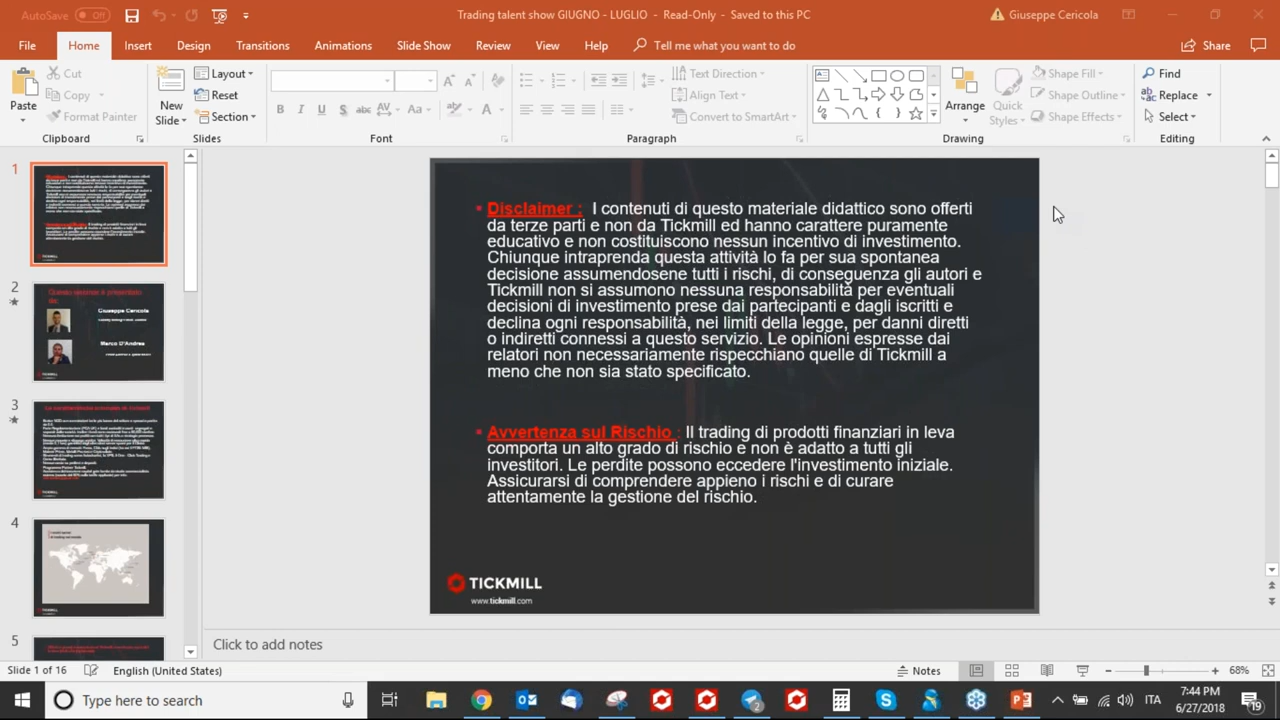 AutoSave Off
Trading talent show GIUGNO - LUGLIO - Read-Only - Saved to this PC
Giuseppe Cericola
File Home Insert Design Transitions Animations Slide Show Review View Help Tell me what you want to do Share
Paste Cut Copy Format Painter
New Slide Layout Reset Section
Text Direction Align Text Convert to SmartArt
Arrange Quick Styles Shape Fill Shape Outline Shape Effects
Find Replace Select
Clipboard Slides Font Paragraph Drawing Editing
1
2
Giuseppe Cericola
Marco D'Andrea
3
4
5
• Disclaimer : I contenuti di questo materiale didattico sono offerti
da terze parti e non da Tickmill ed hanno carattere puramente
educativo e non costituiscono nessun incentivo di investimento.
Chiunque intraprenda questa attività lo fa per sua spontanea
decisione assumendosene tutti i rischi, di conseguenza gli autori e
Tickmill non si assumono nessuna responsabilità per eventuali
decisioni di investimento prese dai partecipanti e dagli iscritti e
declina ogni responsabilità, nei limiti della legge, per danni diretti
o indiretti connessi a questo servizio. Le opinioni espresse dai
relatori non necessariamente rispecchiano quelle di Tickmill a
meno che non sia stato specificato.
• Avvertenza sul Rischio : Il trading di prodotti finanziari in leva
comporta un alto grado di rischio e non è adatto a tutti gli
investitori. Le perdite possono eccedere l'investimento iniziale.
Assicurarsi di comprendere appieno i rischi e di curare
attentamente la gestione del rischio.
TICKMILL
www.tickmill.com
Click to add notes
Slide 1 of 16 English (United States) Notes 68%
Type here to search
ITA
7:44 PM
6/27/2018
19